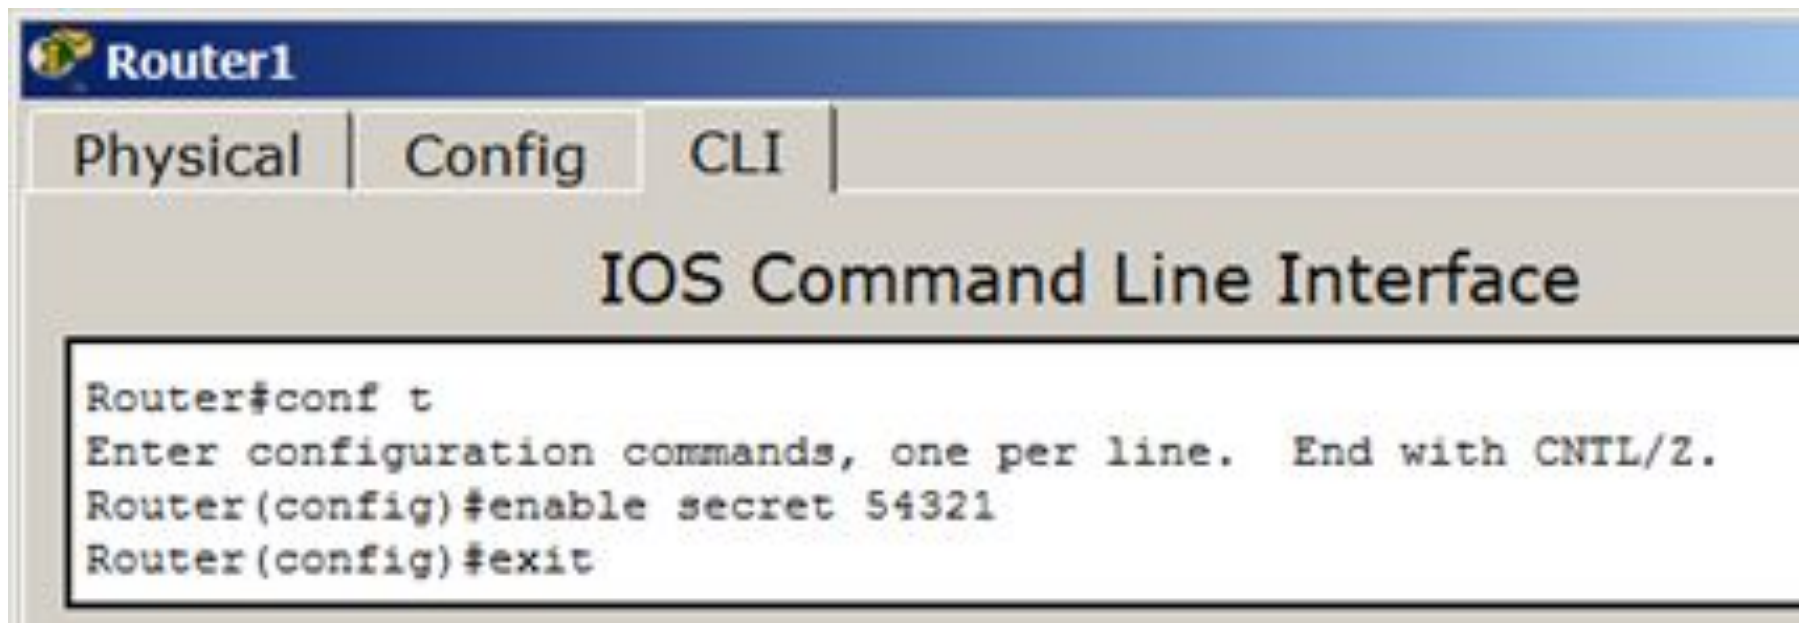 Router1
Physical Config CLI
IOS Command Line Interface
Router#conf t
Enter configuration commands, one per line.  End with CNTL/Z.
Router(config)#enable secret 54321
Router(config)#exit